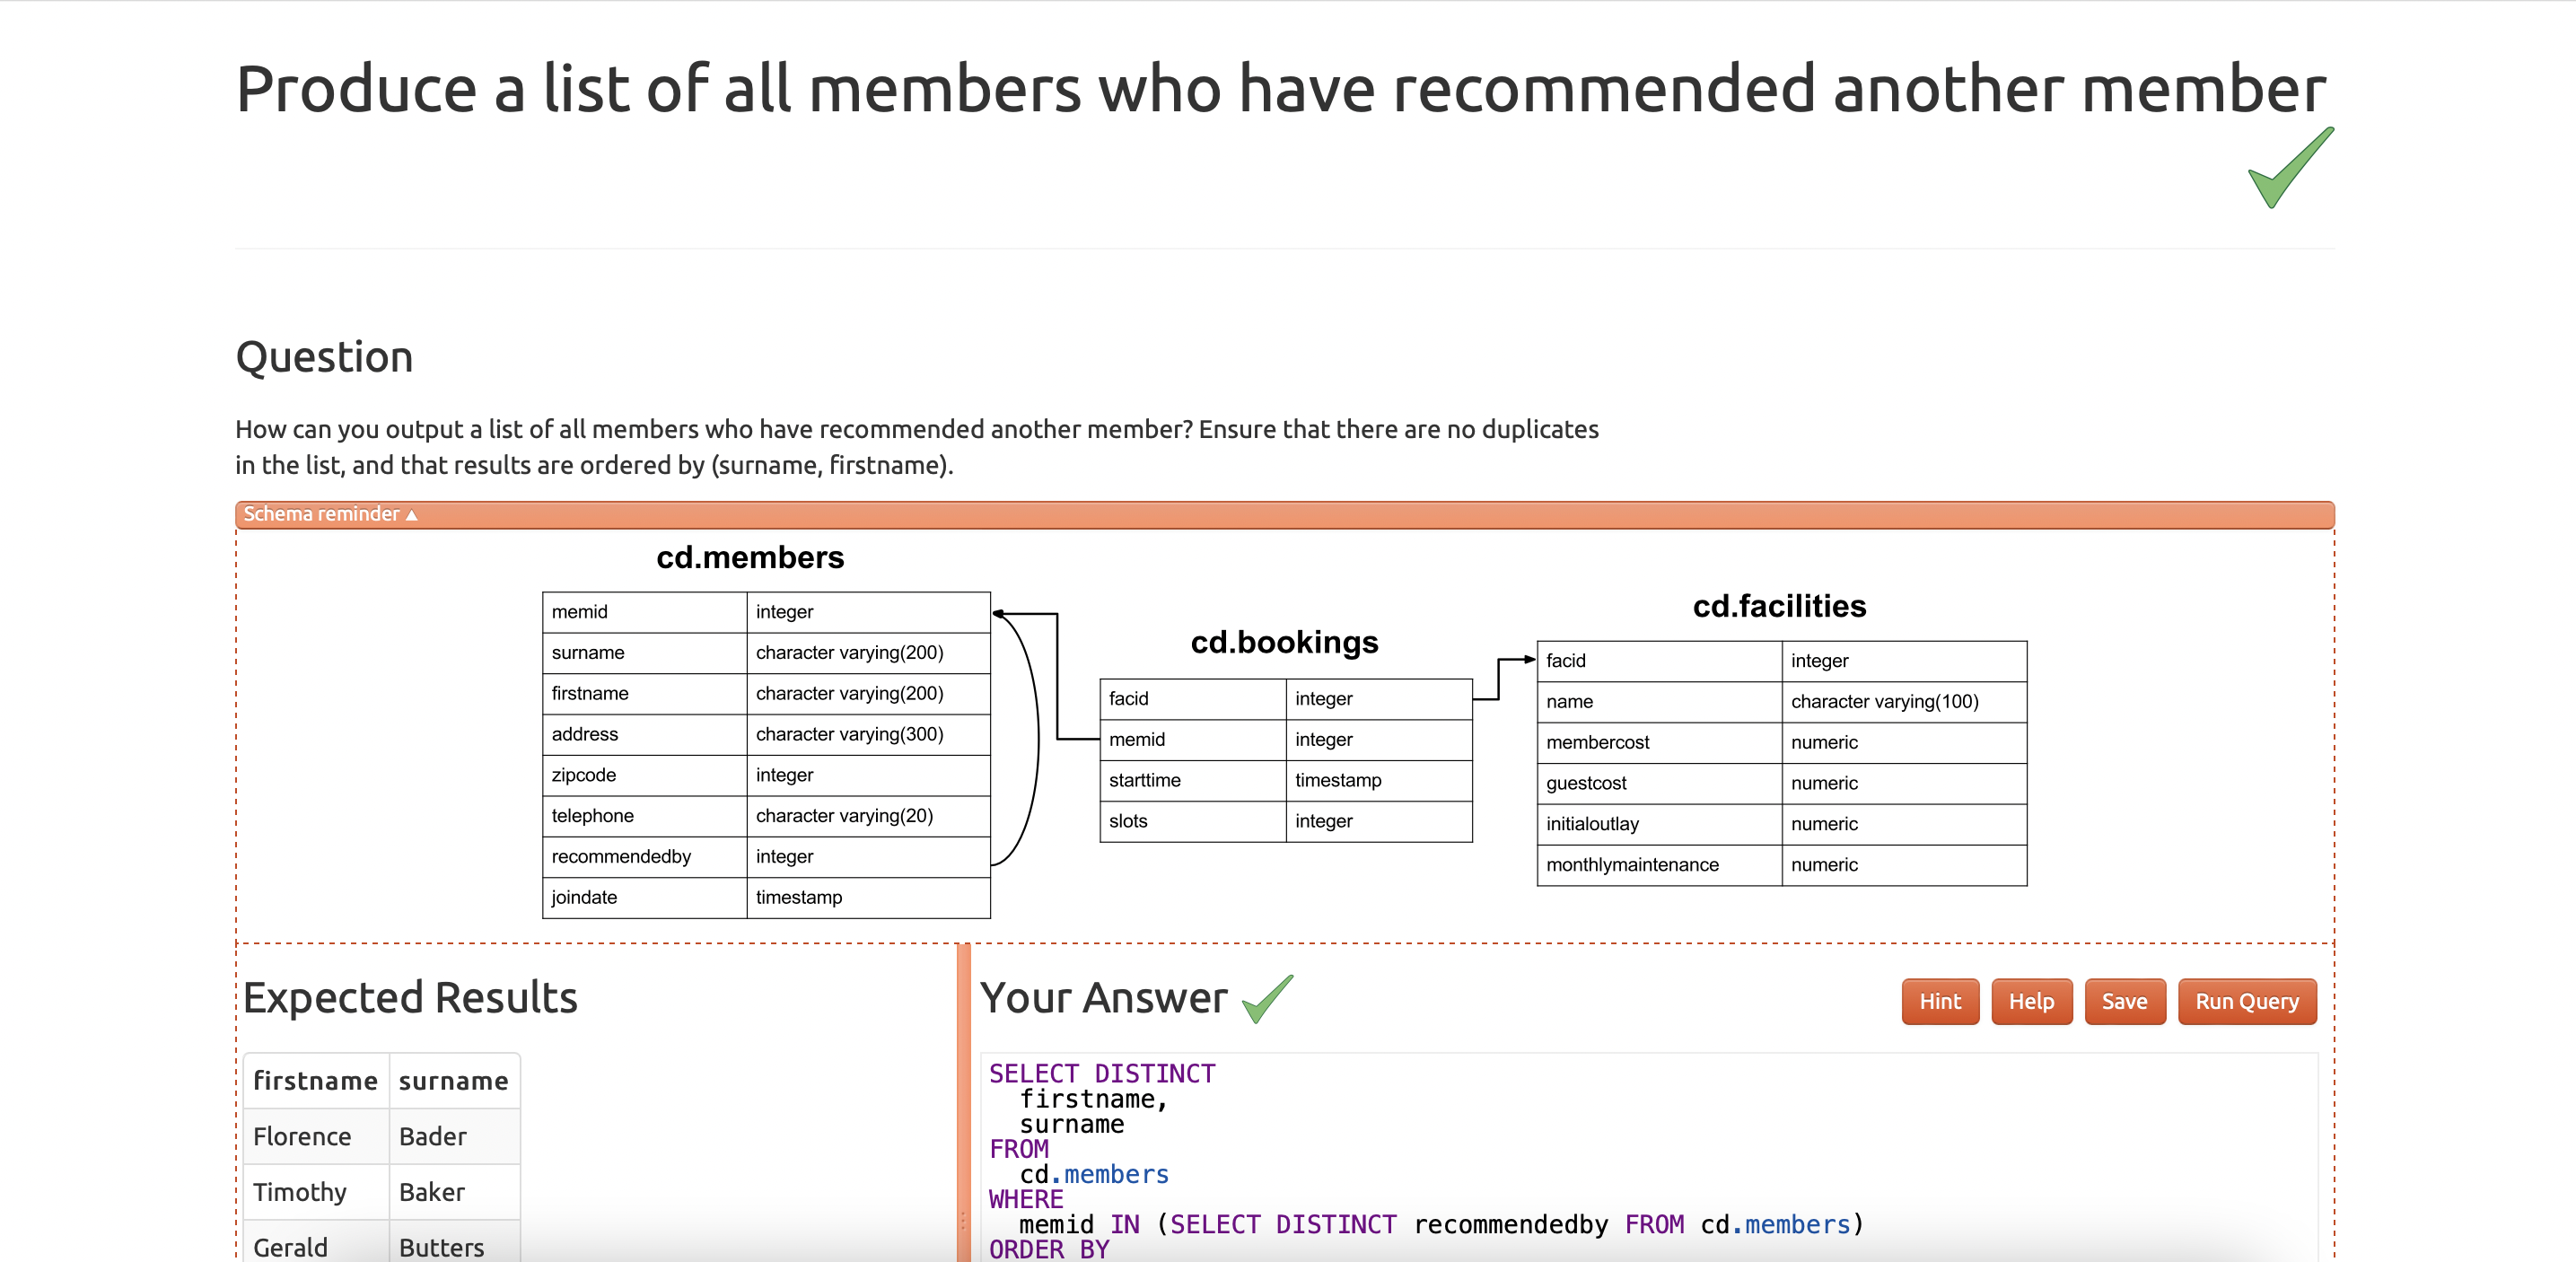 Produce a list of all members who have recommended another member
Question
How can you output a list of all members who have recommended another member? Ensure that there are no duplicates
in the list, and that results are ordered by (surname, firstname).
Schema reminder ▲
cd.members
memid integer
surname character varying(200)
firstname character varying(200)
address character varying(300)
zipcode integer
telephone character varying(20)
recommendedby integer
joindate timestamp
cd.bookings
facid integer
memid integer
starttime timestamp
slots integer
cd.facilities
facid integer
name character varying(100)
membercost numeric
guestcost numeric
initialoutlay numeric
monthlymaintenance numeric
Expected Results
firstname surname
Florence Bader
Timothy Baker
Gerald Butters
Your Answer
Hint Help Save Run Query
SELECT DISTINCT
firstname,
surname
FROM
cd.members
WHERE
memid IN (SELECT DISTINCT recommendedby FROM cd.members)
ORDER BY